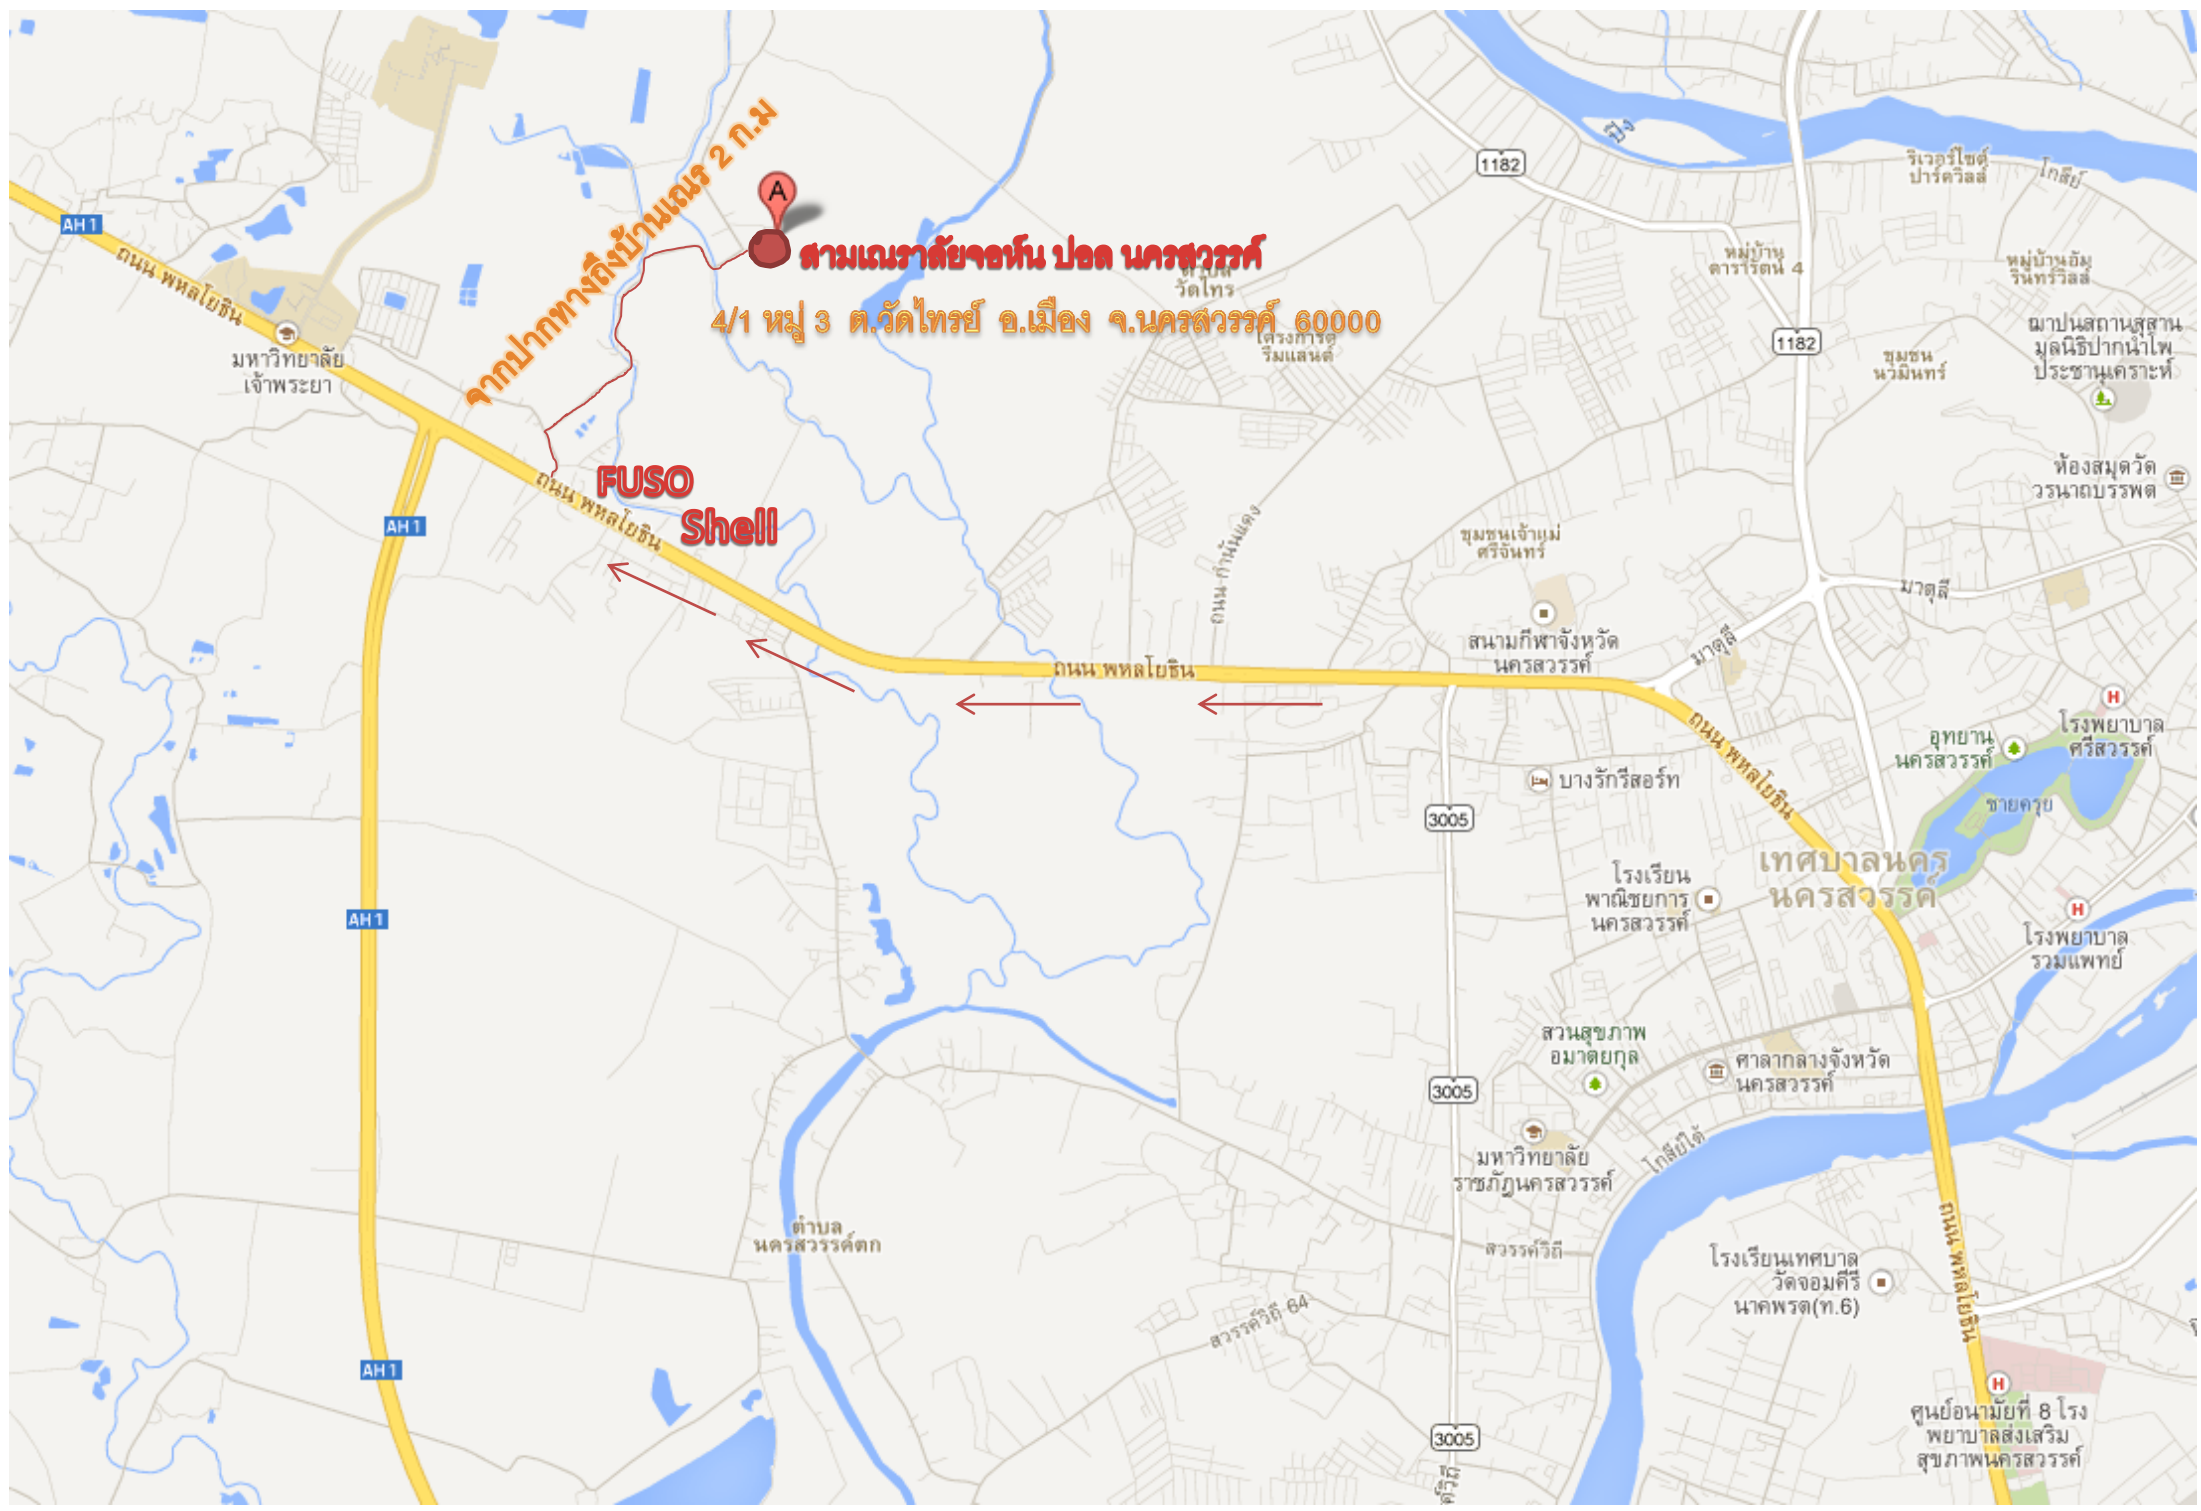 ปิง
1182
ริเวอร์ไซด์
ปาร์ควิลล์
โกสีย์
จากปากทางถึงบ้านเณร 2 ก.ม
A
AH1
ถนน พหลโยธิน
สามเณราลัยจอห์น ปอล นครสวรรค์
ตำบล
วัดไทร
4/1 หมู่ 3 ต.วัดไทรย์ อ.เมือง จ.นครสวรรค์ 60000
โครงการดิ
รีมแลนด์
หมู่บ้าน
ดารารัตน์ 4
หมู่บ้านอัม
รินทร์วิลล์
1182
ฌาปนสถานสุสาน
มูลนิธิปากน้ำโพ
ประชานุเคราะห์
ชุมชน
นวมินทร์
มหาวิทยาลัย
เจ้าพระยา
ห้องสมุดวัด
วรนาถบรรพต
FUSO
Shell
AH1
ถนน พหลโยธิน
ถนน กำนันแดง
ชุมชนเจ้าแม่
ศรีจันทร์
มาตุลี
สนามกีฬาจังหวัด
นครสวรรค์
มาตุลี
ถนน พหลโยธิน
ถนน พหลโยธิน
โรงพยาบาล
ศรีสวรรค์
อุทยาน
นครสวรรค์
บางรักรีสอร์ท
ชายครุย
3005
เทศบาลนคร
นครสวรรค์
โรงเรียน
พาณิชยการ
นครสวรรค์
AH1
โรงพยาบาล
รวมแพทย์
สวนสุขภาพ
อมาตยกุล
ศาลากลางจังหวัด
นครสวรรค์
3005
มหาวิทยาลัย
ราชภัฏนครสวรรค์
โกสีย์ใต้
ตำบล
นครสวรรค์ตก
สวรรค์วิถี
ถนน พหลโยธิน
โรงเรียนเทศบาล
วัดจอมคีรี
นาคพรต(ท.6)
สวรรค์วิถี 64
AH1
ศูนย์อนามัยที่ 8 โรง
พยาบาลส่งเสริม
สุขภาพนครสวรรค์
3005